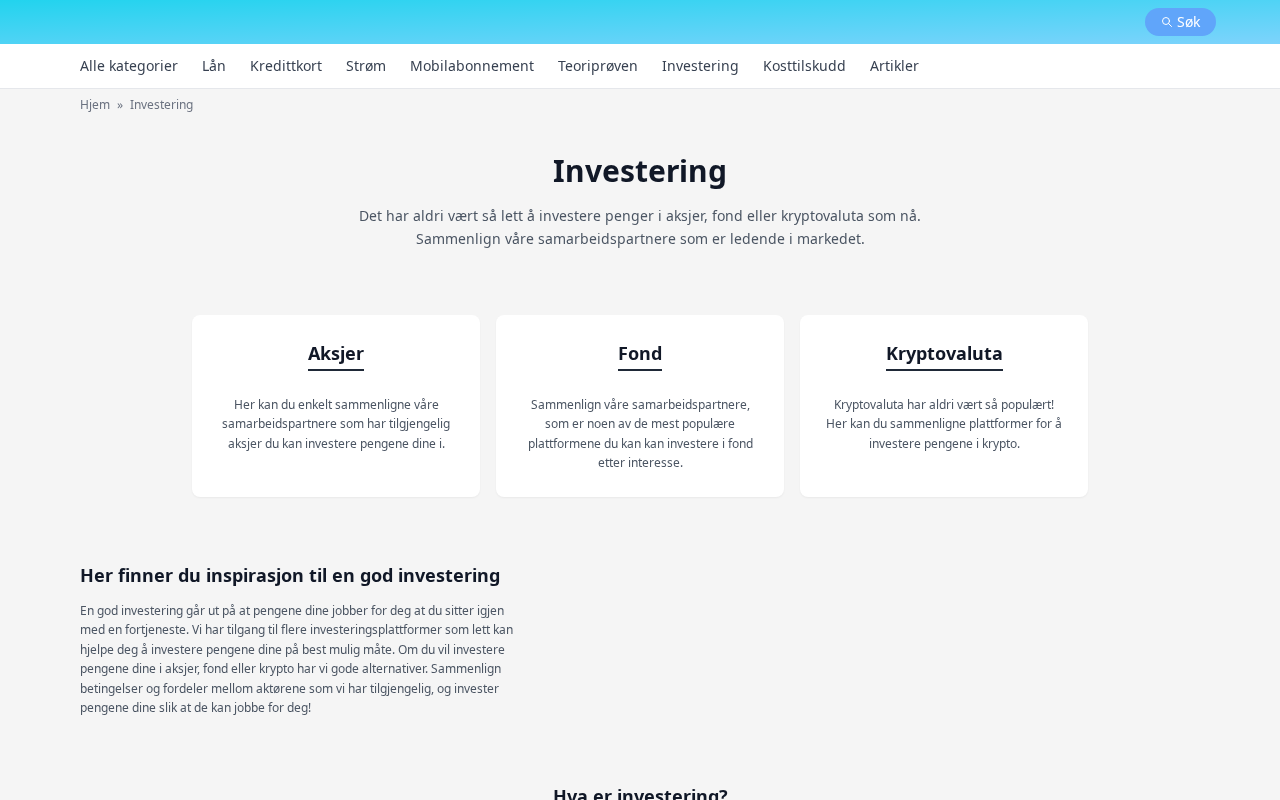 Søk
Alle kategorier Lån Kredittkort Strøm Mobilabonnement Teoriprøven Investering Kosttilskudd Artikler
Hjem » Investering
Investering
Det har aldri vært så lett å investere penger i aksjer, fond eller kryptovaluta som nå.
Sammenlign våre samarbeidspartnere som er ledende i markedet.
Aksjer
Her kan du enkelt sammenligne våre
samarbeidspartnere som har tilgjengelig
aksjer du kan investere pengene dine i.
Fond
Sammenlign våre samarbeidspartnere,
som er noen av de mest populære
plattformene du kan kan investere i fond
etter interesse.
Kryptovaluta
Kryptovaluta har aldri vært så populært!
Her kan du sammenligne plattformer for å
investere pengene i krypto.
Her finner du inspirasjon til en god investering
En god investering går ut på at pengene dine jobber for deg at du sitter igjen
med en fortjeneste. Vi har tilgang til flere investeringsplattformer som lett kan
hjelpe deg å investere pengene dine på best mulig måte. Om du vil investere
pengene dine i aksjer, fond eller krypto har vi gode alternativer. Sammenlign
betingelser og fordeler mellom aktørene som vi har tilgjengelig, og invester
pengene dine slik at de kan jobbe for deg!
Hva er investering?